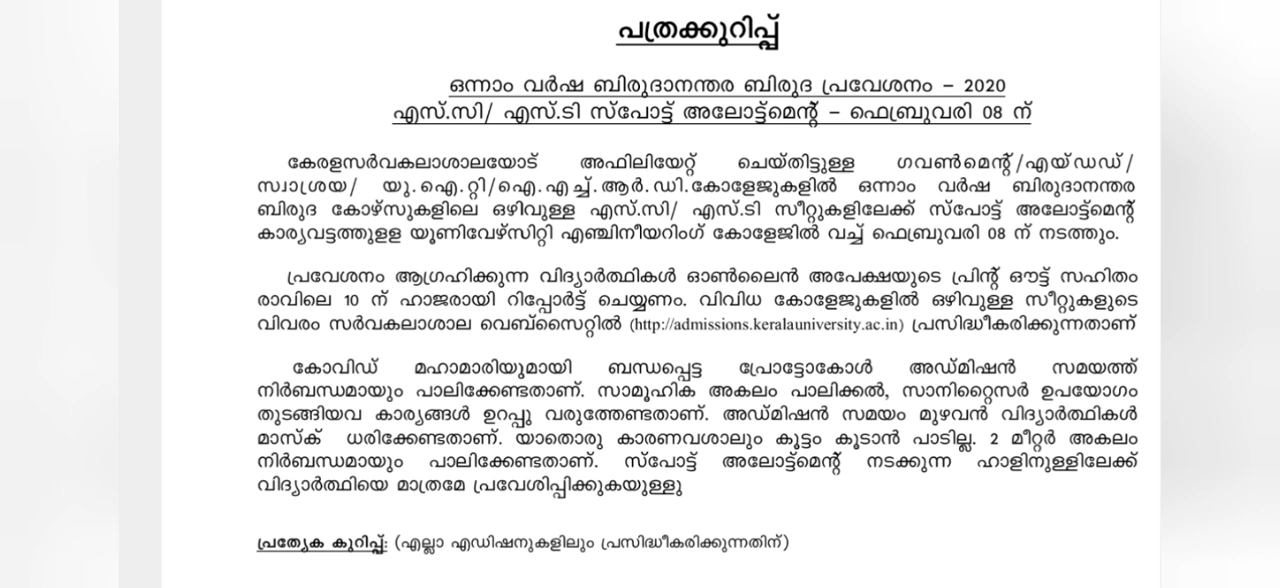 പത്രക്കുറിപ്പ്
ഒന്നാം വർഷ ബിരുദാനന്തര ബിരുദ പ്രവേശനം – 2020
എസ്.സി/ എസ്.ടി സ്പോട്ട് അലോട്ട്മെന്റ് – ഫെബ്രുവരി 08 ന്
കേരളസർവകലാശാലയോട് അഫിലിയേറ്റ് ചെയ്തിട്ടുള്ള ഗവൺമെന്റ്/എയ്ഡഡ്/
സ്വാശ്രയ/ യു.ഐ.റ്റി/ഐ.എച്ച്.ആർ.ഡി.കോളേജുകളിൽ ഒന്നാം വർഷ ബിരുദാനന്തര
ബിരുദ കോഴ്സുകളിലെ ഒഴിവുള്ള എസ്.സി/ എസ്.ടി സീറ്റുകളിലേക്ക് സ്പോട്ട് അലോട്ട്മെന്റ്
കാര്യവട്ടത്തുളള യൂണിവേഴ്സിറ്റി എഞ്ചിനീയറിംഗ് കോളേജിൽ വച്ച് ഫെബ്രുവരി 08 ന് നടത്തും.
പ്രവേശനം ആഗ്രഹിക്കുന്ന വിദ്യാർത്ഥികൾ ഓൺലൈൻ അപേക്ഷയുടെ പ്രിന്റ് ഔട്ട് സഹിതം
രാവിലെ 10 ന് ഹാജരായി റിപ്പോർട്ട് ചെയ്യണം. വിവിധ കോളേജുകളിൽ ഒഴിവുള്ള സീറ്റുകളുടെ
വിവരം സർവകലാശാല വെബ്സൈറ്റിൽ (http://admissions.keralauniversity.ac.in) പ്രസിദ്ധീകരിക്കുന്നതാണ്
കോവിഡ് മഹാമാരിയുമായി ബന്ധപ്പെട്ട പ്രോട്ടോകോൾ അഡ്മിഷൻ സമയത്ത്
നിർബന്ധമായും പാലിക്കേണ്ടതാണ്. സാമൂഹിക അകലം പാലിക്കൽ, സാനിറ്റൈസർ ഉപയോഗം
തുടങ്ങിയവ കാര്യങ്ങൾ ഉറപ്പു വരുത്തേണ്ടതാണ്. അഡ്മിഷൻ സമയം മുഴവൻ വിദ്യാർത്ഥികൾ
മാസ്ക് ധരിക്കേണ്ടതാണ്. യാതൊരു കാരണവശാലും കൂട്ടം കൂടാൻ പാടില്ല. 2 മീറ്റർ അകലം
നിർബന്ധമായും പാലിക്കേണ്ടതാണ്. സ്പോട്ട് അലോട്ട്മെന്റ് നടക്കുന്ന ഹാളിനുള്ളിലേക്ക്
വിദ്യാർത്ഥിയെ മാത്രമേ പ്രവേശിപ്പിക്കുകയുള്ളു
പ്രത്യേക കുറിപ്പ്: (എല്ലാ എഡിഷനുകളിലും പ്രസിദ്ധീകരിക്കുന്നതിന്)